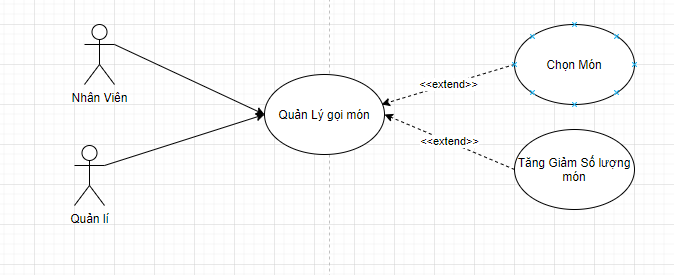 Nhân Viên
Quản lí
Quản Lý gọi món
<<extend>>
<<extend>>
Chọn Món
Tăng Giảm Số lượng
món